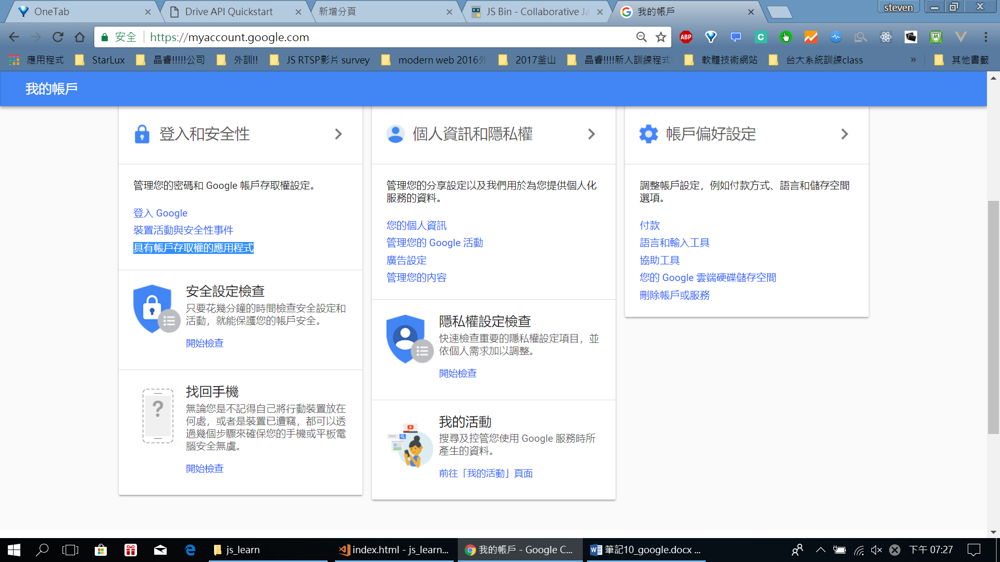 OneTab
Drive API Quickstart
新增分頁
JS Bin - Collaborative Ja
我的帳戶
steven
安全
https://myaccount.google.com
ABP
應用程式
StarLux
晶睿!!!!!公司
外訓!!
JS RTSP影片 survey
modern web 2016外
2017釜山
晶睿!!!!新人訓練程式
軟體技術網站
台大系統訓練class
»
其他書籤
我的帳戶
登入和安全性
管理您的密碼和 Google 帳戶存取權設定。
登入 Google
裝置活動與安全性事件
具有帳戶存取權的應用程式
安全設定檢查
只要花幾分鐘的時間檢查安全設定和
活動，就能保護您的帳戶安全。
開始檢查
找回手機
無論您是不記得自己將行動裝置放在
何處，或者是裝置已遭竊，都可以透
過幾個步驟來確保您的手機或平板電
腦安全無虞。
開始檢查
個人資訊和隱私權
管理您的分享設定以及我們用於為您提供個人化
服務的資料。
您的個人資訊
管理您的 Google 活動
廣告設定
管理您的內容
隱私權設定檢查
快速檢查重要的隱私權設定項目，並
依個人需求加以調整。
開始檢查
我的活動
搜尋及控管您使用 Google 服務時所
產生的資料。
前往「我的活動」頁面
帳戶偏好設定
調整帳戶設定，例如付款方式、語言和儲存空間
選項。
付款
語言和輸入工具
協助工具
您的 Google 雲端硬碟儲存空間
刪除帳戶或服務
js_learn
index.html - js_learn...
我的帳戶 - Google C...
筆記10_google.docx ...
下午 07:27